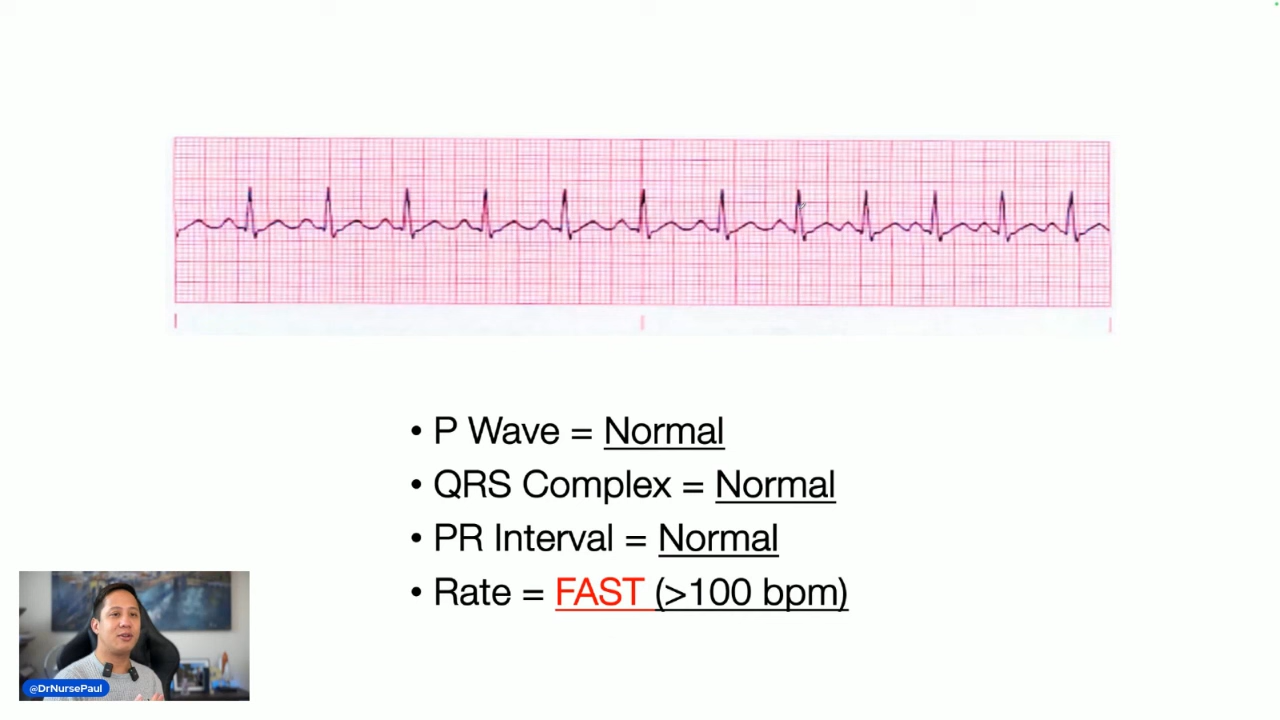 • P Wave = Normal
• QRS Complex = Normal
• PR Interval = Normal
• Rate = FAST (>100 bpm)
@DrNursePaul